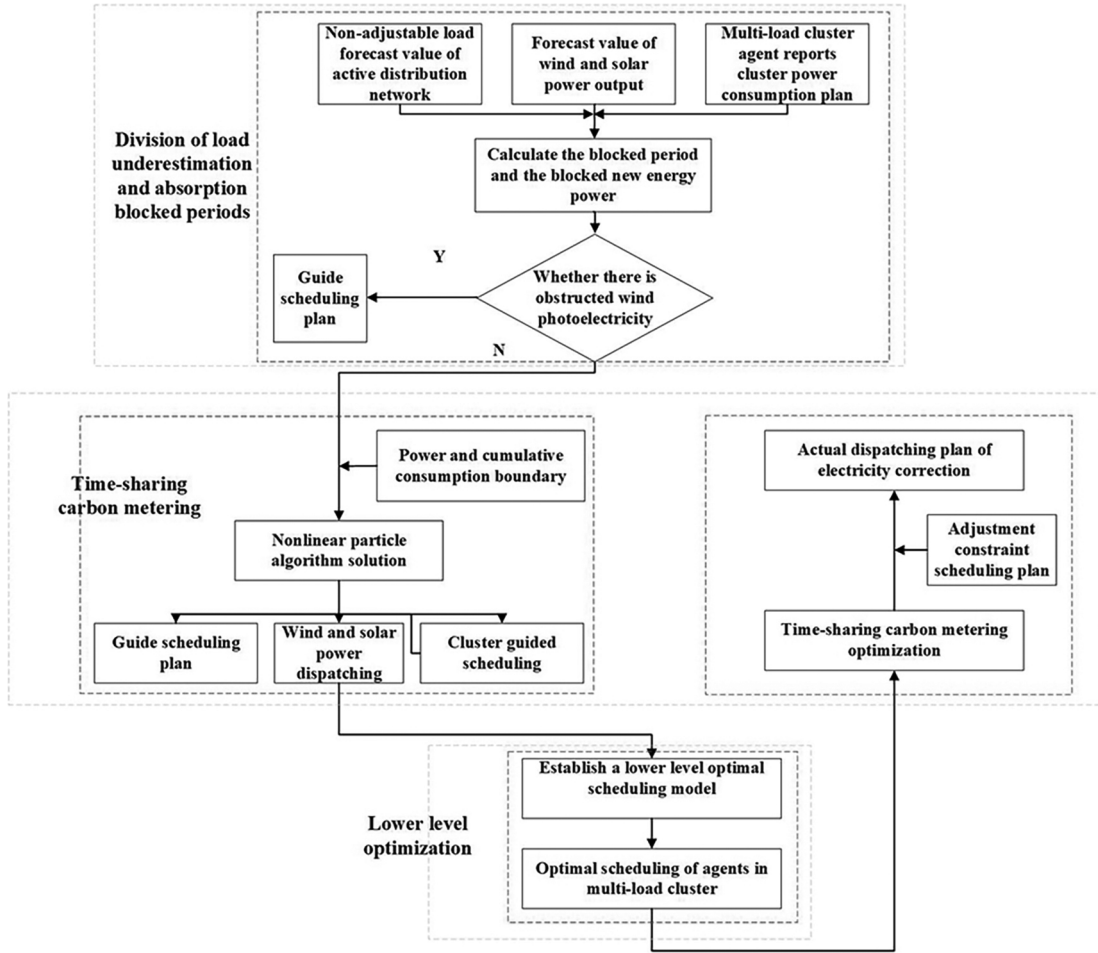 Non-adjustable load
forecast value of
active distribution
network
Forecast value of
wind and solar
power output
Multi-load cluster
agent reports
cluster power
consumption plan
Division of load
underestimation
and absorption
blocked periods
Calculate the blocked period
and the blocked new energy
power
Y
Guide
scheduling
plan
Whether there is
obstructed wind
photoelectricity
N
Time-sharing
carbon metering
Power and cumulative
consumption boundary
Nonlinear particle
algorithm solution
Guide scheduling
plan
Wind and solar
power
dispatching
Cluster guided
scheduling
Actual dispatching plan of
electricity correction
Adjustment
constraint
scheduling plan
Time-sharing carbon metering
optimization
Lower level
optimization
Establish a lower level optimal
scheduling model
Optimal scheduling of agents in
multi-load cluster